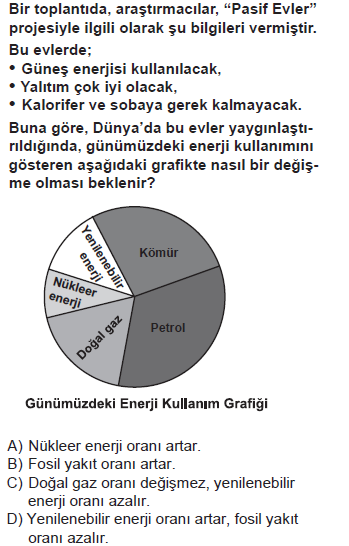 Bir toplantıda, araştırmacılar, “Pasif Evler”
projesiyle ilgili olarak şu bilgileri vermiştir.
Bu evlerde;
• Güneş enerjisi kullanılacak,
• Yalıtım çok iyi olacak,
• Kalorifer ve sobaya gerek kalmayacak.
Buna göre, Dünya’da bu evler yaygınlaştı-
rıldığında, günümüzdeki enerji kullanımını
gösteren aşağıdaki grafikte nasıl bir değiş-
me olması beklenir?
Yenilenebilir
enerji
Kömür
Nükleer
enerji
Doğal gaz
Petrol
Günümüzdeki Enerji Kullanım Grafiği
A) Nükleer enerji oranı artar.
B) Fosil yakıt oranı artar.
C) Doğal gaz oranı değişmez, yenilenebilir
enerji oranı azalır.
D) Yenilenebilir enerji oranı artar, fosil yakıt
oranı azalır.